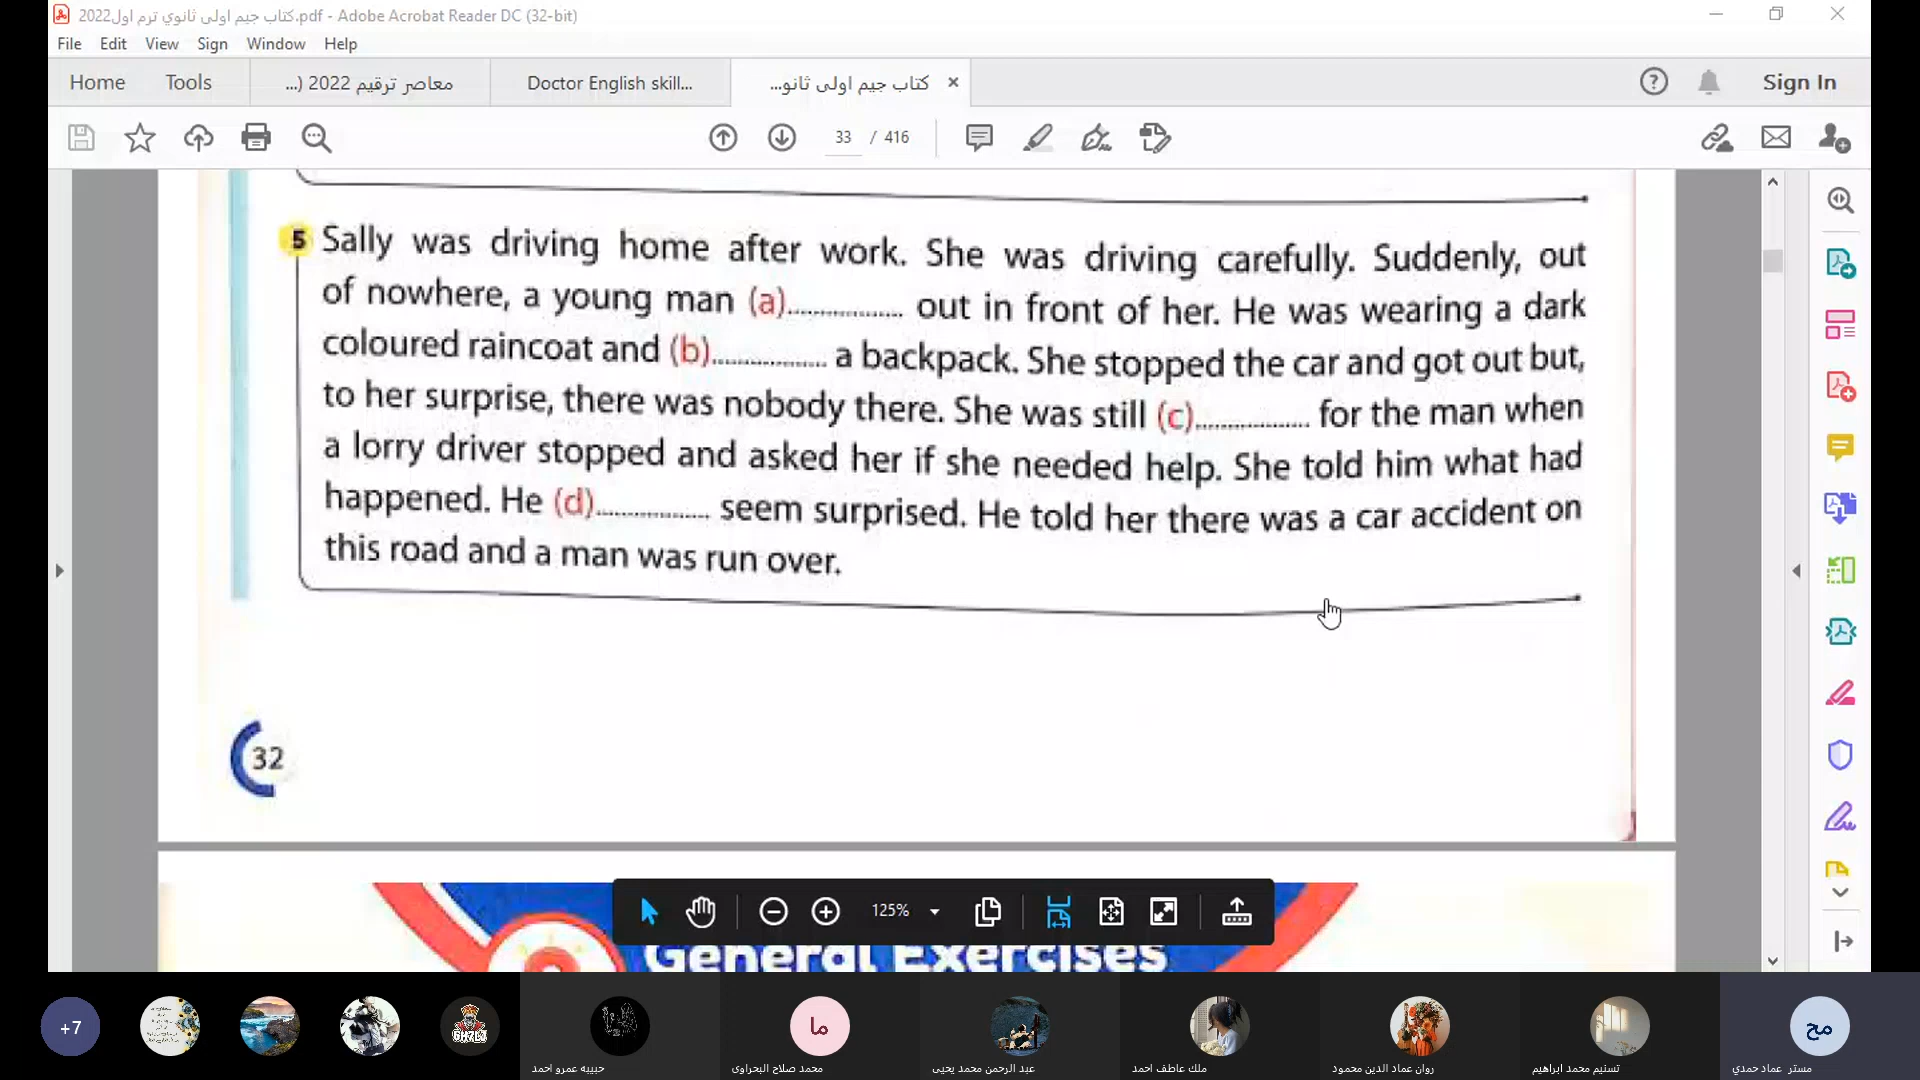 كتاب جيم اولى ثانوي ترم اول2022.pdf - Adobe Acrobat Reader DC (32-bit)
File Edit View Sign Window Help
Home Tools معاصر ترقيم 2022 (... Doctor English skill... كتاب جيم اولى ثانو... × Sign In
33 / 416
5 Sally was driving home after work. She was driving carefully. Suddenly, out
of nowhere, a young man (a).................. out in front of her. He was wearing a dark
coloured raincoat and (b).................. a backpack. She stopped the car and got out but,
to her surprise, there was nobody there. She was still (c).................. for the man when
a lorry driver stopped and asked her if she needed help. She told him what had
happened. He (d).................. seem surprised. He told her there was a car accident on
this road and a man was run over.
32
125%
General Exercises
+7
ما
مح
حبيبه عمرو احمد
محمد صلاح البحراوى
عبد الرحمن محمد يحيى
ملك عاطف احمد
روان عماد الدين محمود
تسنيم محمد ابراهيم
مستر عماد حمدي